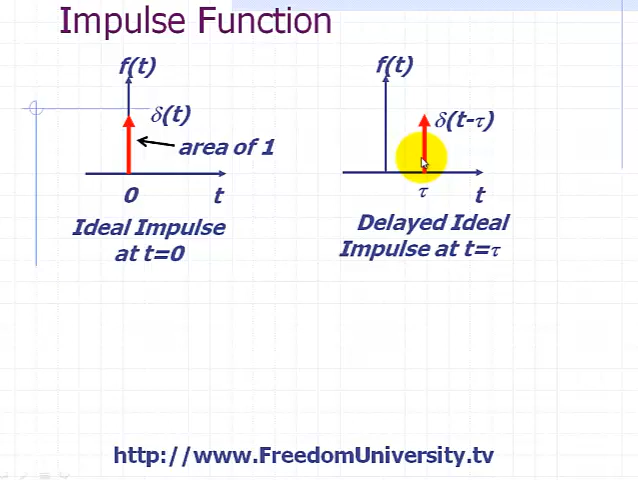 Impulse Function
f(t)
δ(t)
area of 1
0
t
Ideal Impulse
at t=0
f(t)
δ(t-τ)
τ
t
Delayed Ideal
Impulse at t=τ
http://www.FreedomUniversity.tv